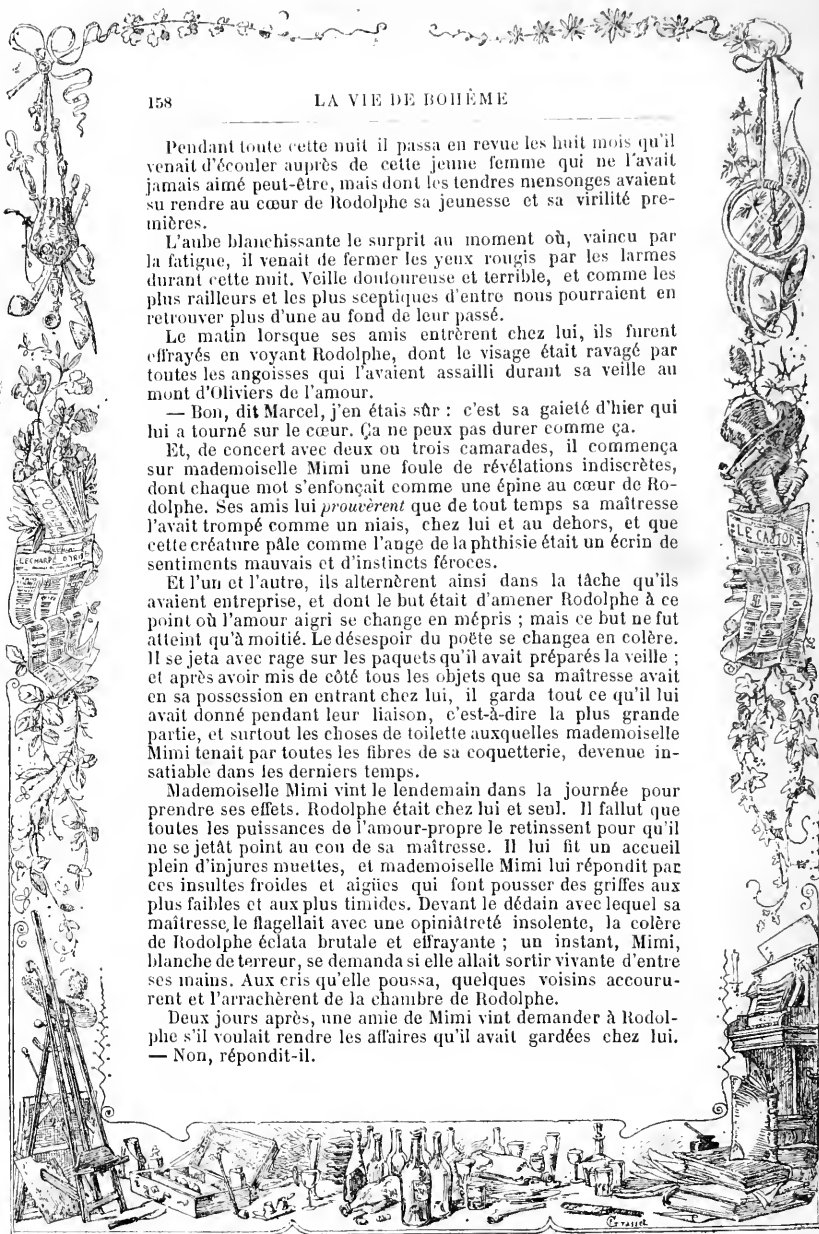 158
LA VIE DE BOHÈME
Pendant toute cette nuit il passa en revue les huit mois qu'il
venait d'écouler auprès de cette jeune femme qui ne l'avait
jamais aimé peut-être, mais dont les tendres mensonges avaient
su rendre au cœur de Rodolphe sa jeunesse et sa virilité pre-
mières.
L'aube blanchissante le surprit au moment où, vaincu par
la fatigue, il venait de fermer les yeux rougis par les larmes
durant cette nuit. Veille douloureuse et terrible, et comme les
plus railleurs et les plus sceptiques d'entre nous pourraient en
retrouver plus d'une au fond de leur passé.
Le matin lorsque ses amis entrèrent chez lui, ils furent
effrayés en voyant Rodolphe, dont le visage était ravagé par
toutes les angoisses qui l'avaient assailli durant sa veille au
mont d'Oliviers de l'amour.
— Bon, dit Marcel, j'en étais sûr : c'est sa gaieté d'hier qui
lui a tourné sur le cœur. Ça ne peux pas durer comme ça.
Et, de concert avec deux ou trois camarades, il commença
sur mademoiselle Mimi une foule de révélations indiscrètes,
dont chaque mot s'enfonçait comme une épine au cœur de Ro-
dolphe. Ses amis lui prouvèrent que de tout temps sa maîtresse
l'avait trompé comme un niais, chez lui et au dehors, et que
cette créature pâle comme l'ange de la phthisie était un écrin de
sentiments mauvais et d'instincts féroces.
Et l'un et l'autre, ils alternèrent ainsi dans la tâche qu'ils
avaient entreprise, et dont le but était d'amener Rodolphe à ce
point où l'amour aigri se change en mépris ; mais ce but ne fut
atteint qu'à moitié. Le désespoir du poëte se changea en colère.
Il se jeta avec rage sur les paquets qu'il avait préparés la veille ;
et après avoir mis de côté tous les objets que sa maîtresse avait
en sa possession en entrant chez lui, il garda tout ce qu'il lui
avait donné pendant leur liaison, c'est-à-dire la plus grande
partie, et surtout les choses de toilette auxquelles mademoiselle
Mimi tenait par toutes les fibres de sa coquetterie, devenue in-
satiable dans les derniers temps.
Mademoiselle Mimi vint le lendemain dans la journée pour
prendre ses effets. Rodolphe était chez lui et seul. Il fallut que
toutes les puissances de l'amour-propre le retinssent pour qu'il
ne se jetât point au cou de sa maîtresse. Il lui fit un accueil
plein d'injures muettes, et mademoiselle Mimi lui répondit par
ces insultes froides et aigües qui font pousser des griffes aux
plus faibles et aux plus timides. Devant le dédain avec lequel sa
maîtresse, le flagellait avec une opiniâtreté insolente, la colère
de Rodolphe éclata brutale et effrayante ; un instant, Mimi,
blanche de terreur, se demanda si elle allait sortir vivante d'entre
ses mains. Aux cris qu'elle poussa, quelques voisins accouru-
rent et l'arrachèrent de la chambre de Rodolphe.
Deux jours après, une amie de Mimi vint demander à Rodol-
phe s'il voulait rendre les affaires qu'il avait gardées chez lui.
— Non, répondit-il.
LE CASTOR
L'ECHARPE D'IRIS
Grasset